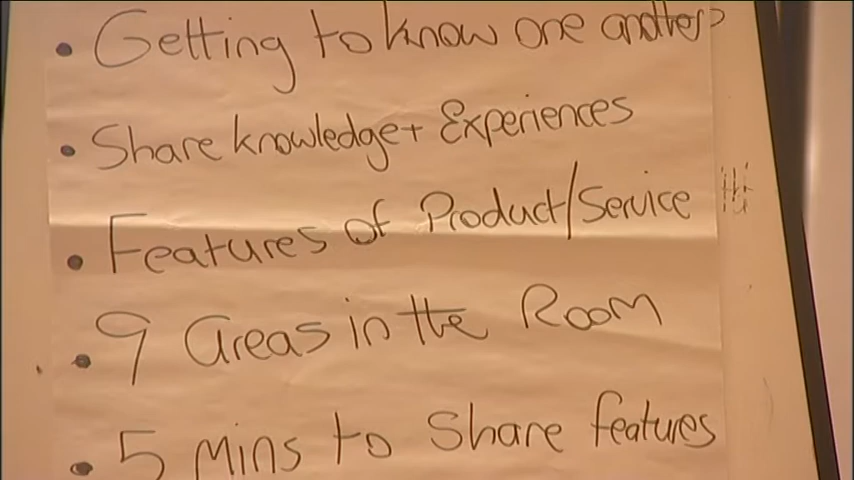 • Getting to know one another?
• Share knowledge + Experiences
• Features of Product/Service
• 9 areas in the Room
• 5 mins to share features